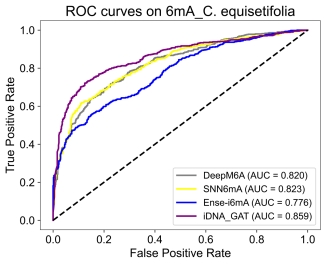 ROC curves on 6mA_C. equisetifolia
True Positive Rate
1.0
0.8
0.6
0.4
0.2
0.0
DeepM6A (AUC = 0.820)
SNN6mA (AUC = 0.823)
Ense-i6mA (AUC = 0.776)
iDNA_GAT (AUC = 0.859)
0.0 0.2 0.4 0.6 0.8 1.0
False Positive Rate